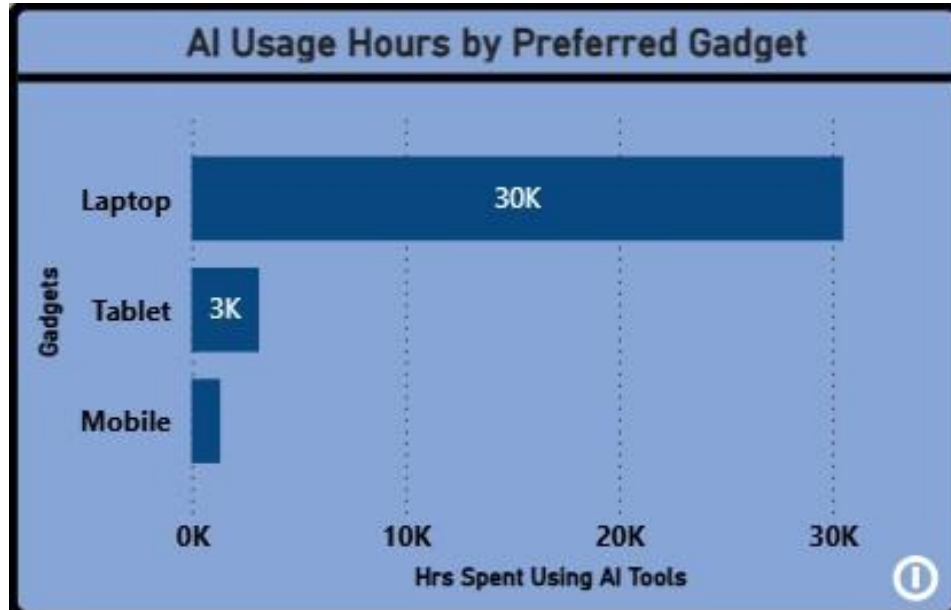 AI Usage Hours by Preferred Gadget
Gadgets
Laptop
30K
Tablet
3K
Mobile
0K 10K 20K 30K
Hrs Spent Using AI Tools